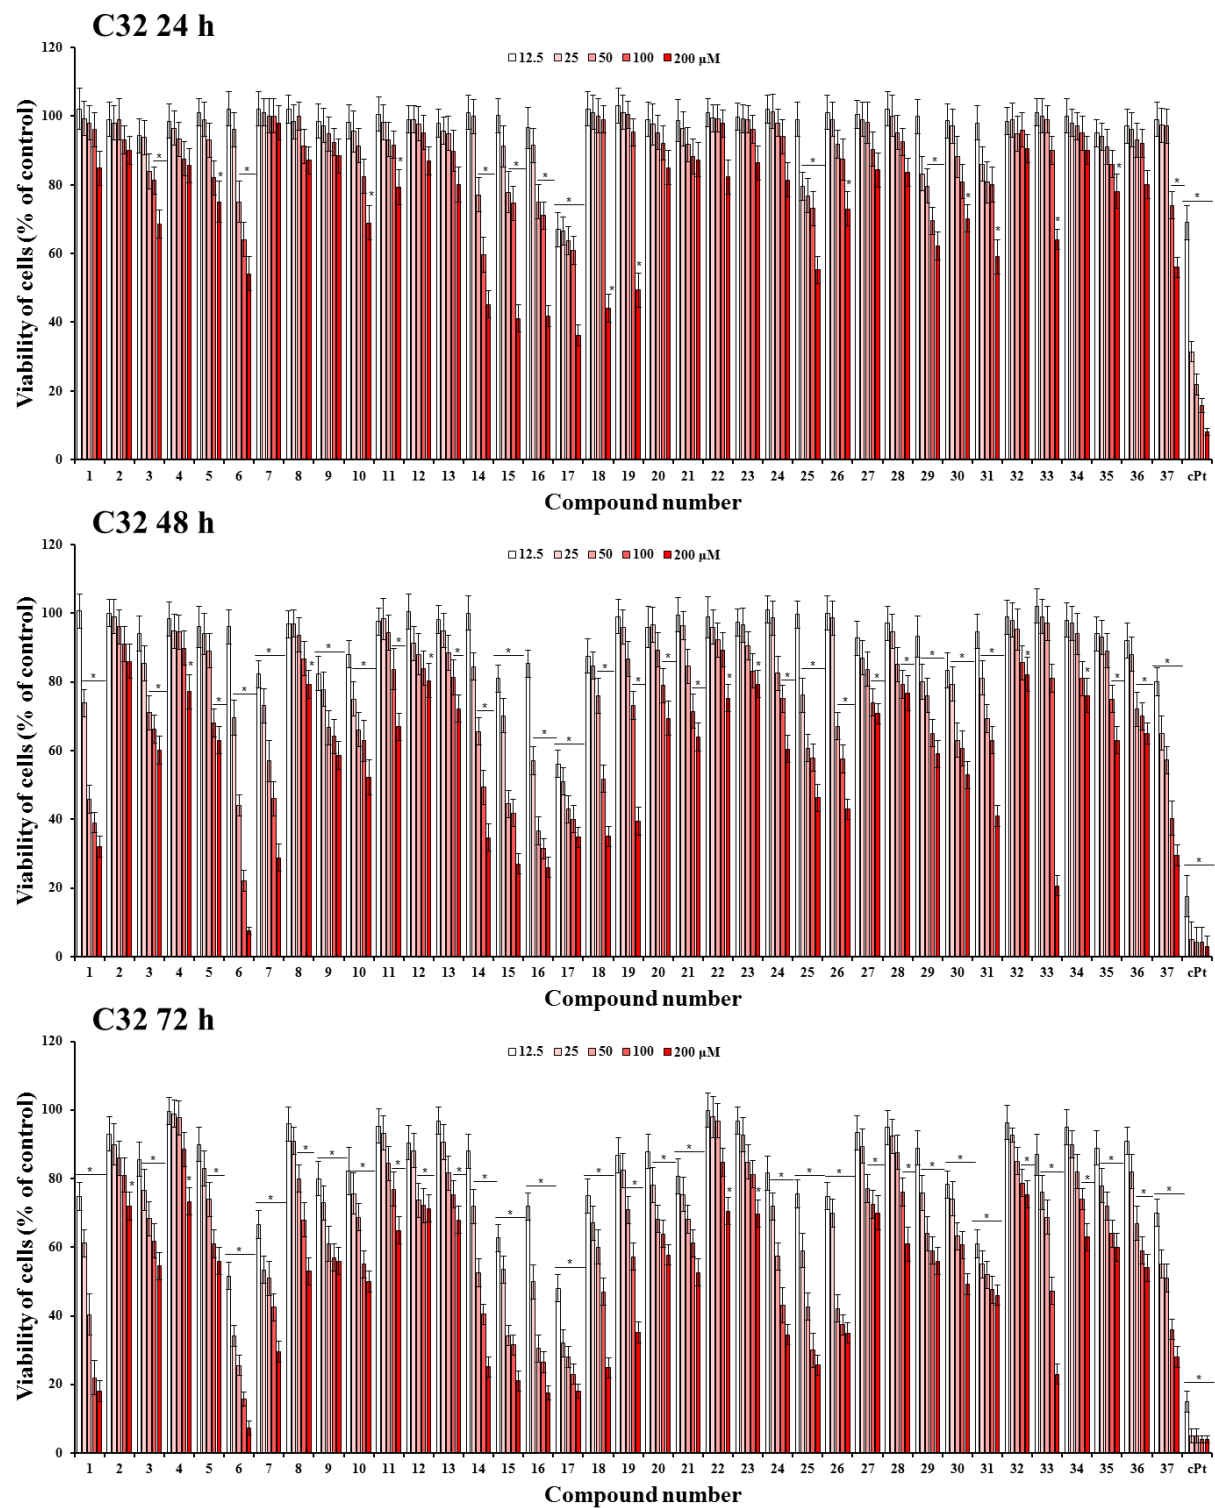 C32 24 h
12.5 25 50 100 200 µM
Viability of cells (% of control)
120
100
80
60
40
20
0
1 2 3 4 5 6 7 8 9 10 11 12 13 14 15 16 17 18 19 20 21 22 23 24 25 26 27 28 29 30 31 32 33 34 35 36 37 cPt
Compound number
C32 48 h
12.5 25 50 100 200 µM
Viability of cells (% of control)
120
100
80
60
40
20
0
1 2 3 4 5 6 7 8 9 10 11 12 13 14 15 16 17 18 19 20 21 22 23 24 25 26 27 28 29 30 31 32 33 34 35 36 37 cPt
Compound number
C32 72 h
12.5 25 50 100 200 µM
Viability of cells (% of control)
120
100
80
60
40
20
0
1 2 3 4 5 6 7 8 9 10 11 12 13 14 15 16 17 18 19 20 21 22 23 24 25 26 27 28 29 30 31 32 33 34 35 36 37 cPt
Compound number